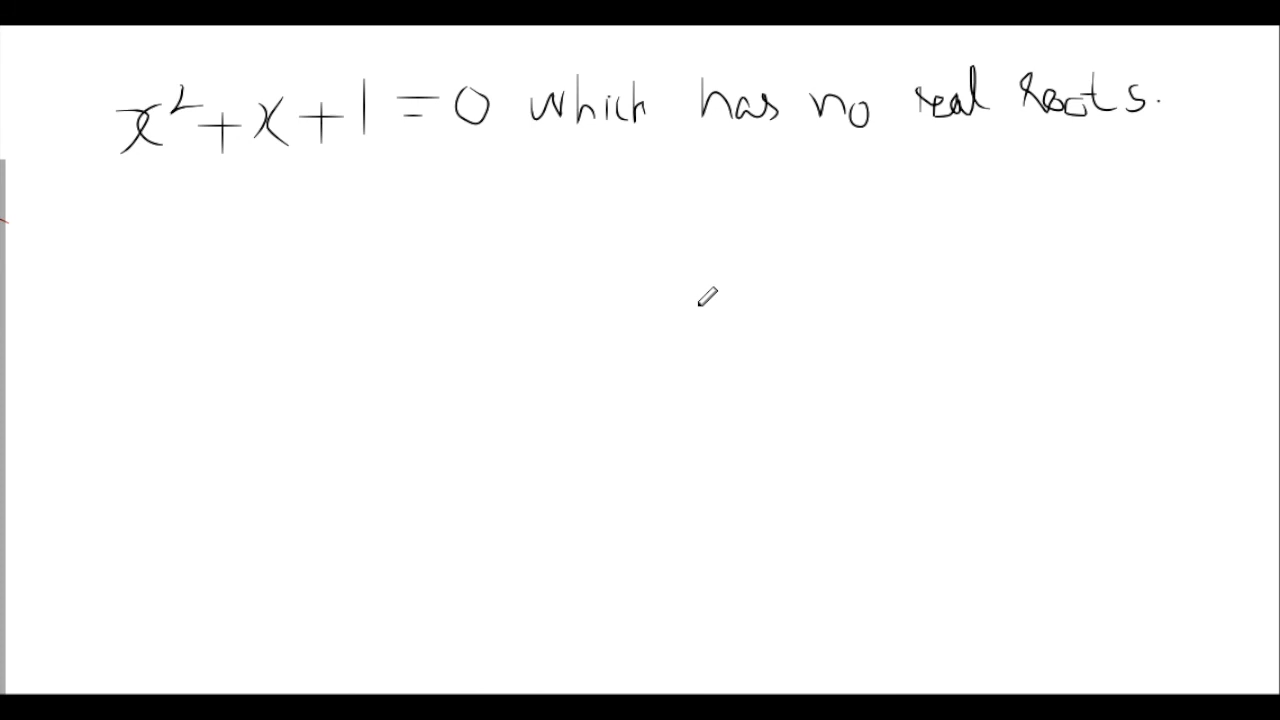 x²+x+1=0 which has no real roots.